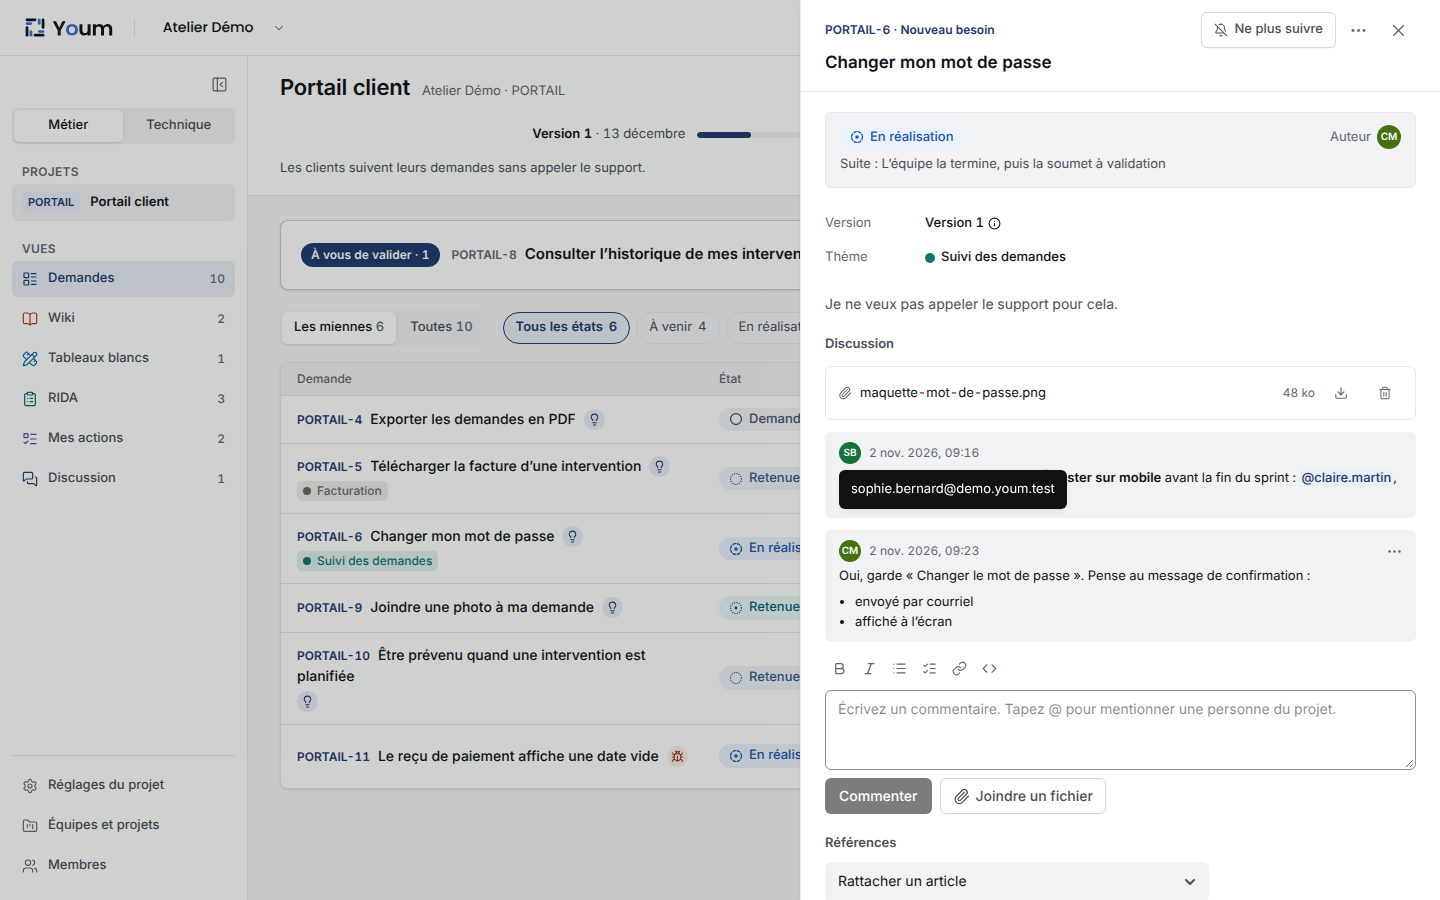 Youm
Atelier Démo
Métier
Technique
PROJETS
PORTAIL Portail client
VUES
Demandes 10
Wiki 2
Tableaux blancs 1
RIDA 3
Mes actions 2
Discussion 1
Réglages du projet
Équipes et projets
Membres
Portail client Atelier Démo · PORTAIL
Version 1 · 13 décembre
Les clients suivent leurs demandes sans appeler le support.
À vous de valider · 1 PORTAIL-8 Consulter l’historique de mes interven
Les miennes 6 Toutes 10 Tous les états 6 À venir 4 En réalisat
Demande État
PORTAIL-4 Exporter les demandes en PDF Demand
PORTAIL-5 Télécharger la facture d’une intervention
Facturation
Retenue
PORTAIL-6 Changer mon mot de passe
Suivi des demandes
En réalis
PORTAIL-9 Joindre une photo à ma demande Retenue
PORTAIL-10 Être prévenu quand une intervention est
planifiée
Retenue
PORTAIL-11 Le reçu de paiement affiche une date vide En réalis
PORTAIL-6 · Nouveau besoin
Ne plus suivre
Changer mon mot de passe
En réalisation
Auteur CM
Suite : L’équipe la termine, puis la soumet à validation
Version Version 1
Thème Suivi des demandes
Je ne veux pas appeler le support pour cela.
Discussion
maquette-mot-de-passe.png 48 ko
SB 2 nov. 2026, 09:16
sophie.bernard@demo.youm.test
ster sur mobile avant la fin du sprint : @claire.martin,
CM 2 nov. 2026, 09:23
Oui, garde « Changer le mot de passe ». Pense au message de confirmation :
• envoyé par courriel
• affiché à l’écran
Écrivez un commentaire. Tapez @ pour mentionner une personne du projet.
Commenter
Joindre un fichier
Références
Rattacher un article